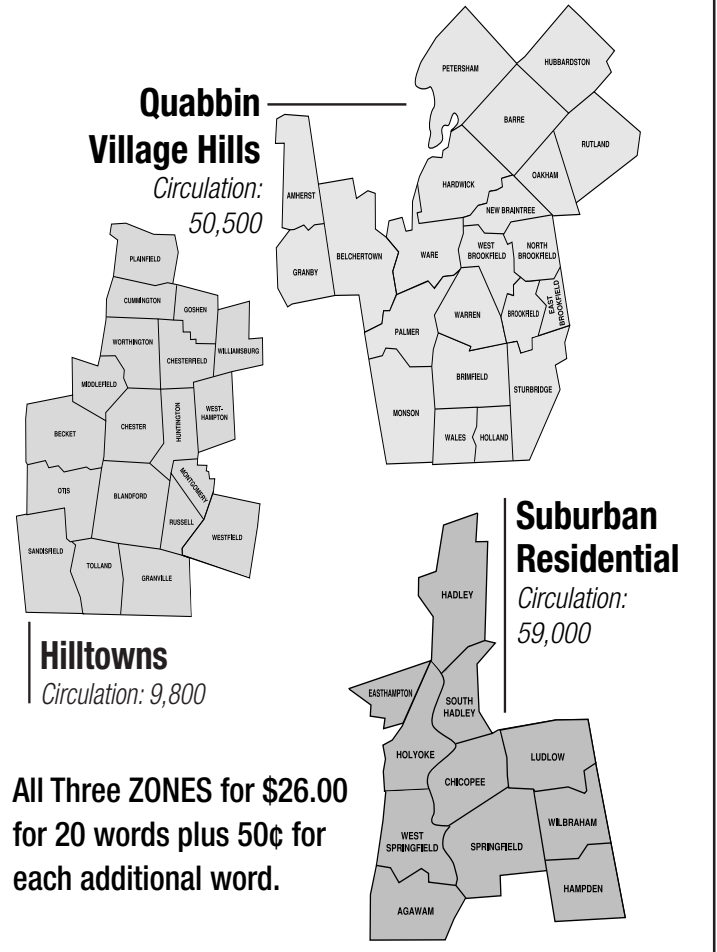 Quabbin
Village Hills
Circulation:
50,500
PETERSHAM
HUBBARDSTON
BARRE
RUTLAND
HARDWICK
OAKHAM
NEW BRAINTREE
AMHERST
BELCHERTOWN
GRANBY
WARE
WEST
BROOKFIELD
NORTH
BROOKFIELD
EAST
BROOKFIELD
BROOKFIELD
WARREN
PALMER
BRIMFIELD
STURBRIDGE
MONSON
WALES
HOLLAND
PLAINFIELD
CUMMINGTON
GOSHEN
WORTHINGTON
CHESTERFIELD
WILLIAMSBURG
MIDDLEFIELD
WEST-
HAMPTON
HUNTINGTON
CHESTER
BECKET
OTIS
BLANDFORD
MONTGOMERY
RUSSELL
WESTFIELD
SANDISFIELD
TOLLAND
GRANVILLE
Hilltowns
Circulation: 9,800
Suburban
Residential
Circulation:
59,000
HADLEY
EASTHAMPTON
SOUTH
HADLEY
HOLYOKE
CHICOPEE
LUDLOW
WEST
SPRINGFIELD
SPRINGFIELD
WILBRAHAM
HAMPDEN
AGAWAM
All Three ZONES for $26.00
for 20 words plus 50¢ for
each additional word.